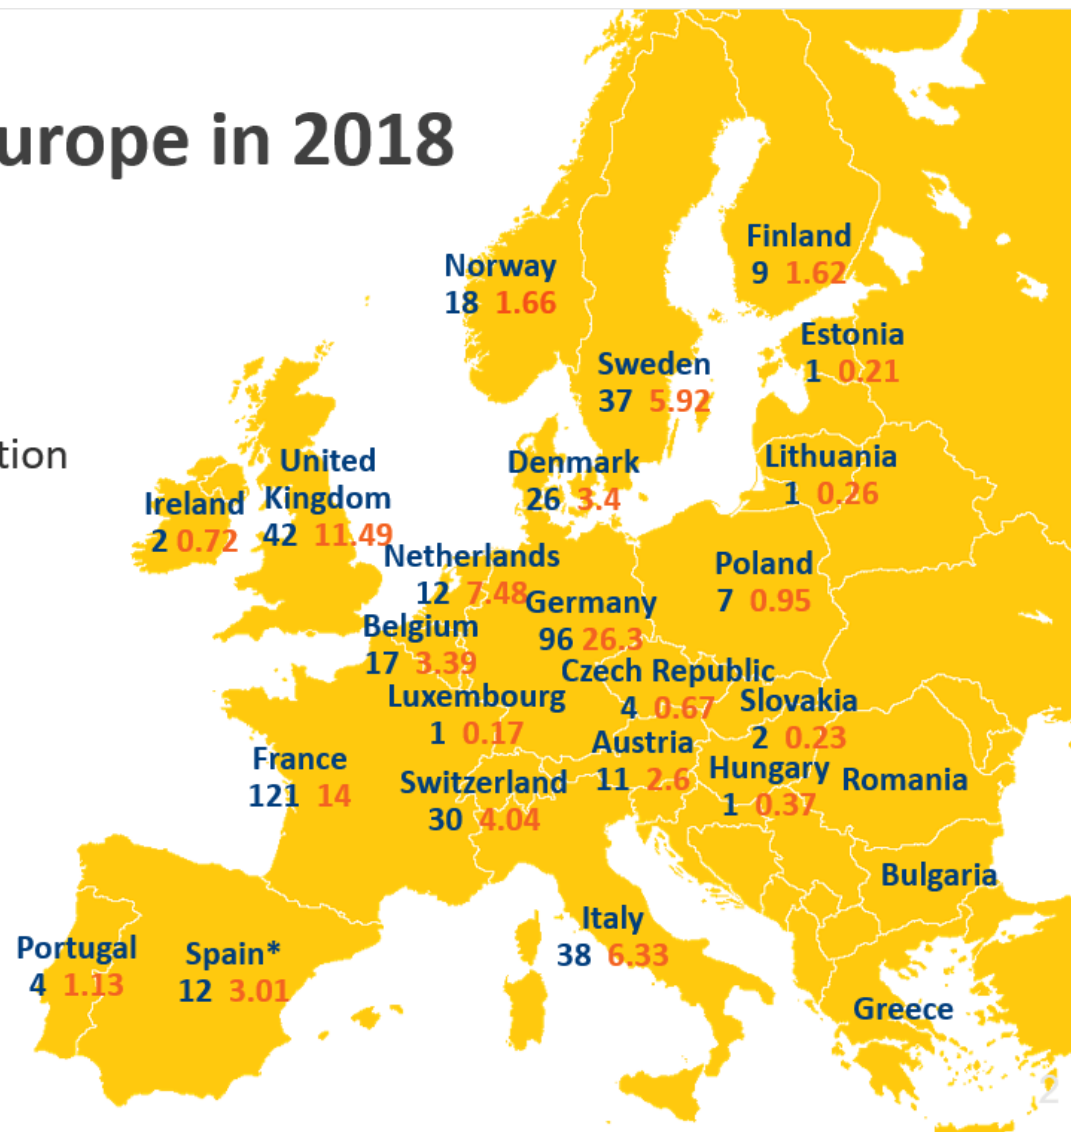 urope in 2018
Finland
9 1.62
Norway
18 1.66
Estonia
1 0.21
Sweden
37 5.92
tion
United
Kingdom
42 11.49
Denmark
26 3.4
Lithuania
1 0.26
Ireland
2 0.72
Netherlands
12 7.48
Poland
7 0.95
Germany
96 26.3
Belgium
17 3.39
Czech Republic
4 0.67
Luxembourg
1 0.17
Slovakia
2 0.23
Austria
11 2.6
France
121 14
Switzerland
30 4.04
Hungary
1 0.37
Romania
Bulgaria
Italy
38 6.33
Portugal
4 1.13
Spain*
12 3.01
Greece
2